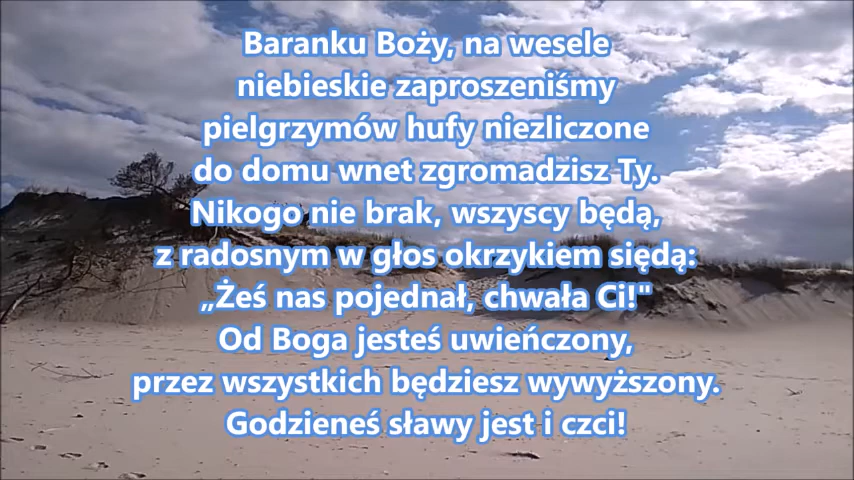 Baranku Boży, na wesele
niebieskie zaproszeniśmy
pielgrzymów hufy niezliczone
do domu wnet zgromadzisz Ty.
Nikogo nie brak, wszyscy będą,
z radosnym w głos okrzykiem siędą:
„Żeś nas pojednał, chwała Ci!"
Od Boga jesteś uwieńczony,
przez wszystkich będziesz wywyższony.
Godzieneś sławy jest i czci!